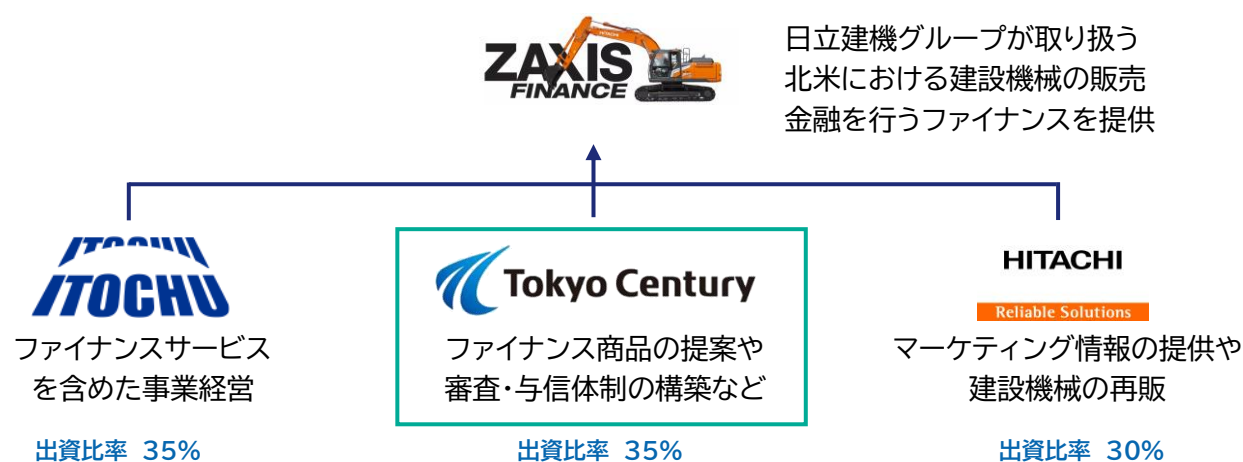 ZAXIS
FINANCE
HITACHI
日立建機グループが取り扱う
北米における建設機械の販売
金融を行うファイナンスを提供
ITOCHU
ITOCHU
ファイナンスサービス
を含めた事業経営
出資比率 35%
Tokyo Century
ファイナンス商品の提案や
審査・与信体制の構築など
出資比率 35%
HITACHI
Reliable Solutions
マーケティング情報の提供や
建設機械の再販
出資比率 30%